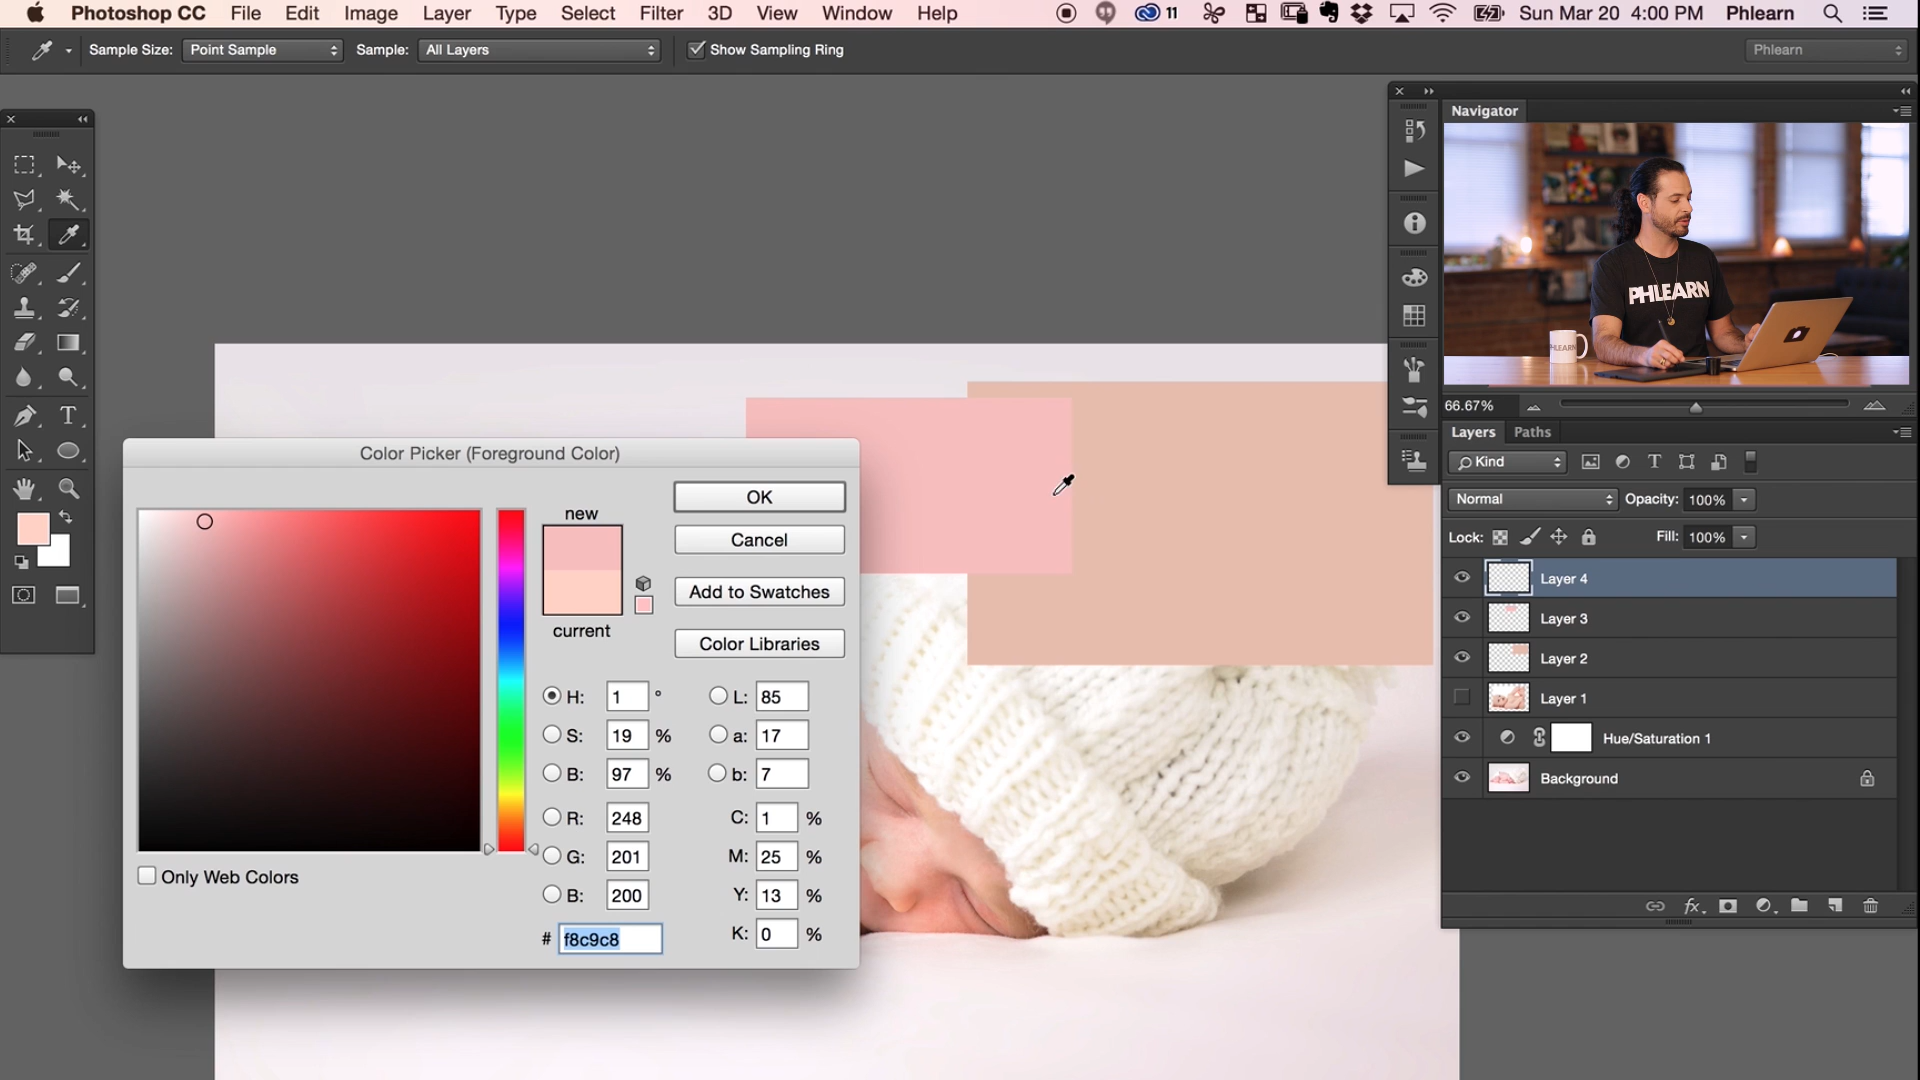 Photoshop CC File Edit Image Layer Type Select Filter 3D View Window Help 11 Sun Mar 20 4:00 PM Phlearn
Sample Size: Point Sample Sample: All Layers Show Sampling Ring Phlearn
Navigator
PHLEARN
HLEARN
66.67%
Layers Paths
Kind
Normal Opacity: 100%
Lock: Fill: 100%
Layer 4
Layer 3
Layer 2
Layer 1
Hue/Saturation 1
Background
fx
T
Color Picker (Foreground Color)
new
current
OK
Cancel
Add to Swatches
Color Libraries
H: 1 ° L: 85
S: 19 % a: 17
B: 97 % b: 7
R: 248 C: 1 %
G: 201 M: 25 %
B: 200 Y: 13 %
# f8c9c8 K: 0 %
Only Web Colors